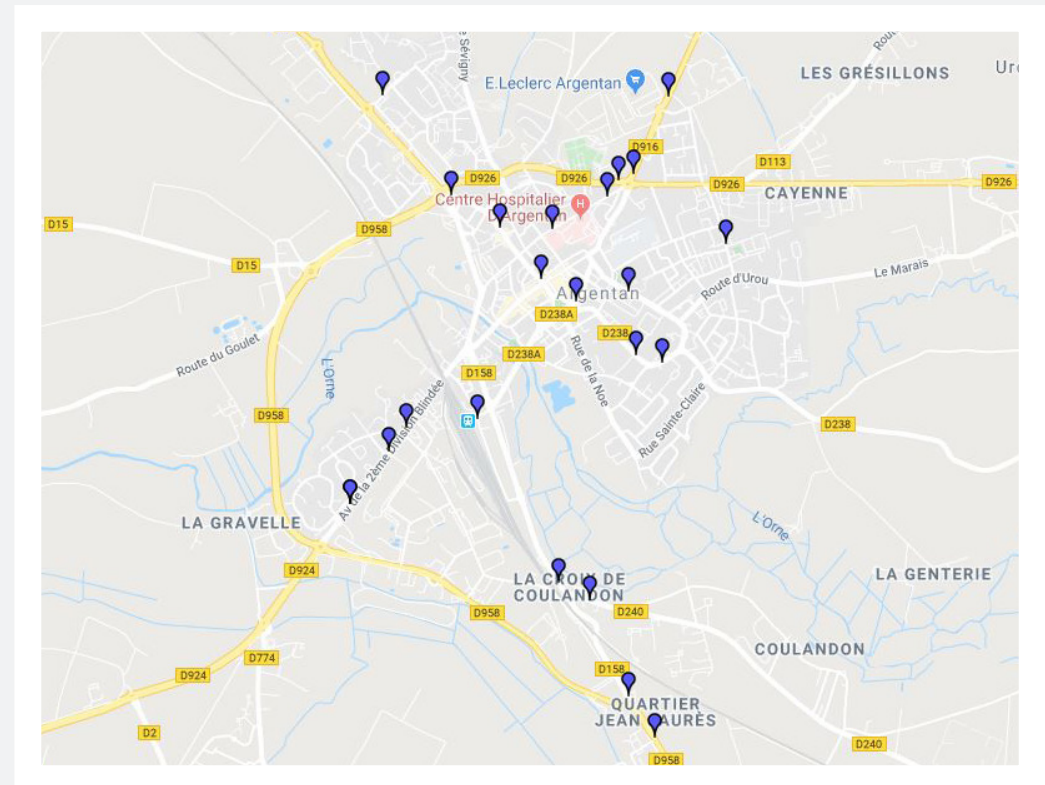 e Sévigny
Rou
E.Leclerc Argentan
LES GRÉSILLONS
Uro
D916
D113
D926
D926
D926
D926
CAYENNE
Centre Hospitalier
D'Argentan
H
D15
D958
D15
Le Marais
Route d'Urou
Argentan
D238A
D238
Route du Goulet
L'Orne
D238A
Rue de la Noe
D158
D958
Av de la 2ème Division Blindée
Rue Sainte-Claire
D238
LA GRAVELLE
L'Orne
D924
LA CROIX DE
COULANDON
LA GENTERIE
D958
D240
COULANDON
D774
D924
D158
QUARTIER
JEAN JAURÈS
D2
D240
D958